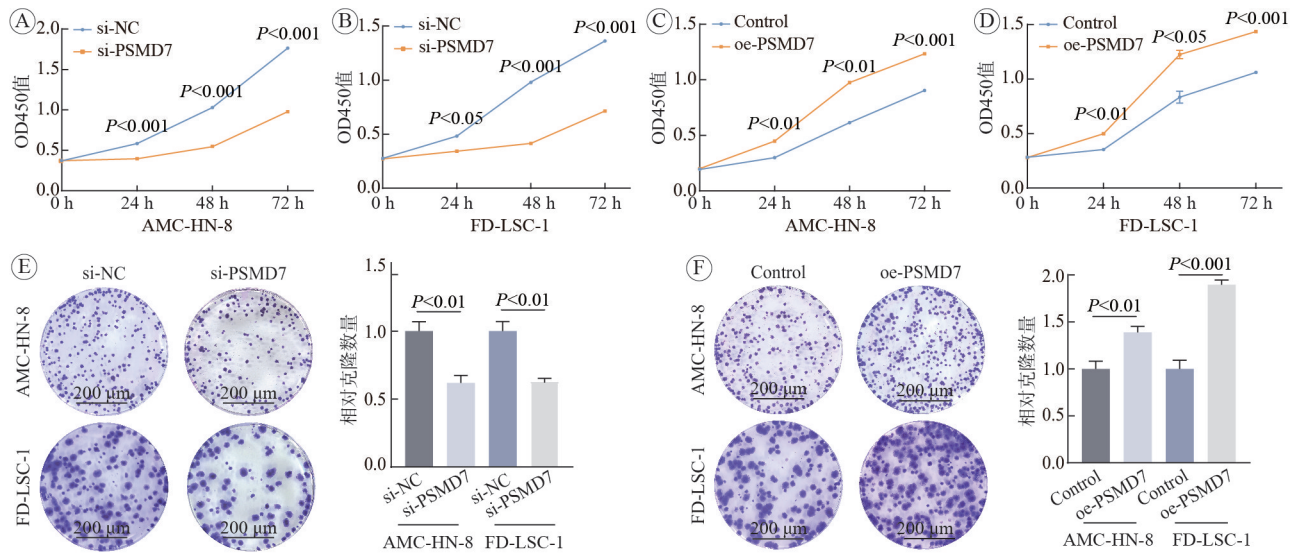 A
si-NC
si-PSMD7
OD450值
2.0
1.5
1.0
0.5
0.0
P<0.001
P<0.001
P<0.001
0 h
24 h
48 h
72 h
AMC-HN-8
B
si-NC
si-PSMD7
OD450值
1.5
1.0
0.5
0.0
P<0.05
P<0.001
P<0.001
0 h
24 h
48 h
72 h
FD-LSC-1
C
Control
oe-PSMD7
OD450值
1.5
1.0
0.5
0.0
P<0.01
P<0.01
P<0.001
0 h
24 h
48 h
72 h
AMC-HN-8
D
Control
oe-PSMD7
OD450值
1.5
1.0
0.5
0.0
P<0.01
P<0.05
P<0.001
0 h
24 h
48 h
72 h
FD-LSC-1
E
si-NC
si-PSMD7
AMC-HN-8
200 μm
200 μm
FD-LSC-1
200 μm
200 μm
相对克隆数量
1.5
1.0
0.5
0.0
P<0.01
P<0.01
si-NC
si-PSMD7
si-NC
si-PSMD7
AMC-HN-8
FD-LSC-1
F
Control
oe-PSMD7
AMC-HN-8
200 μm
200 μm
FD-LSC-1
200 μm
200 μm
相对克隆数量
2.0
1.5
1.0
0.5
0.0
P<0.01
P<0.001
Control
oe-PSMD7
Control
oe-PSMD7
AMC-HN-8
FD-LSC-1